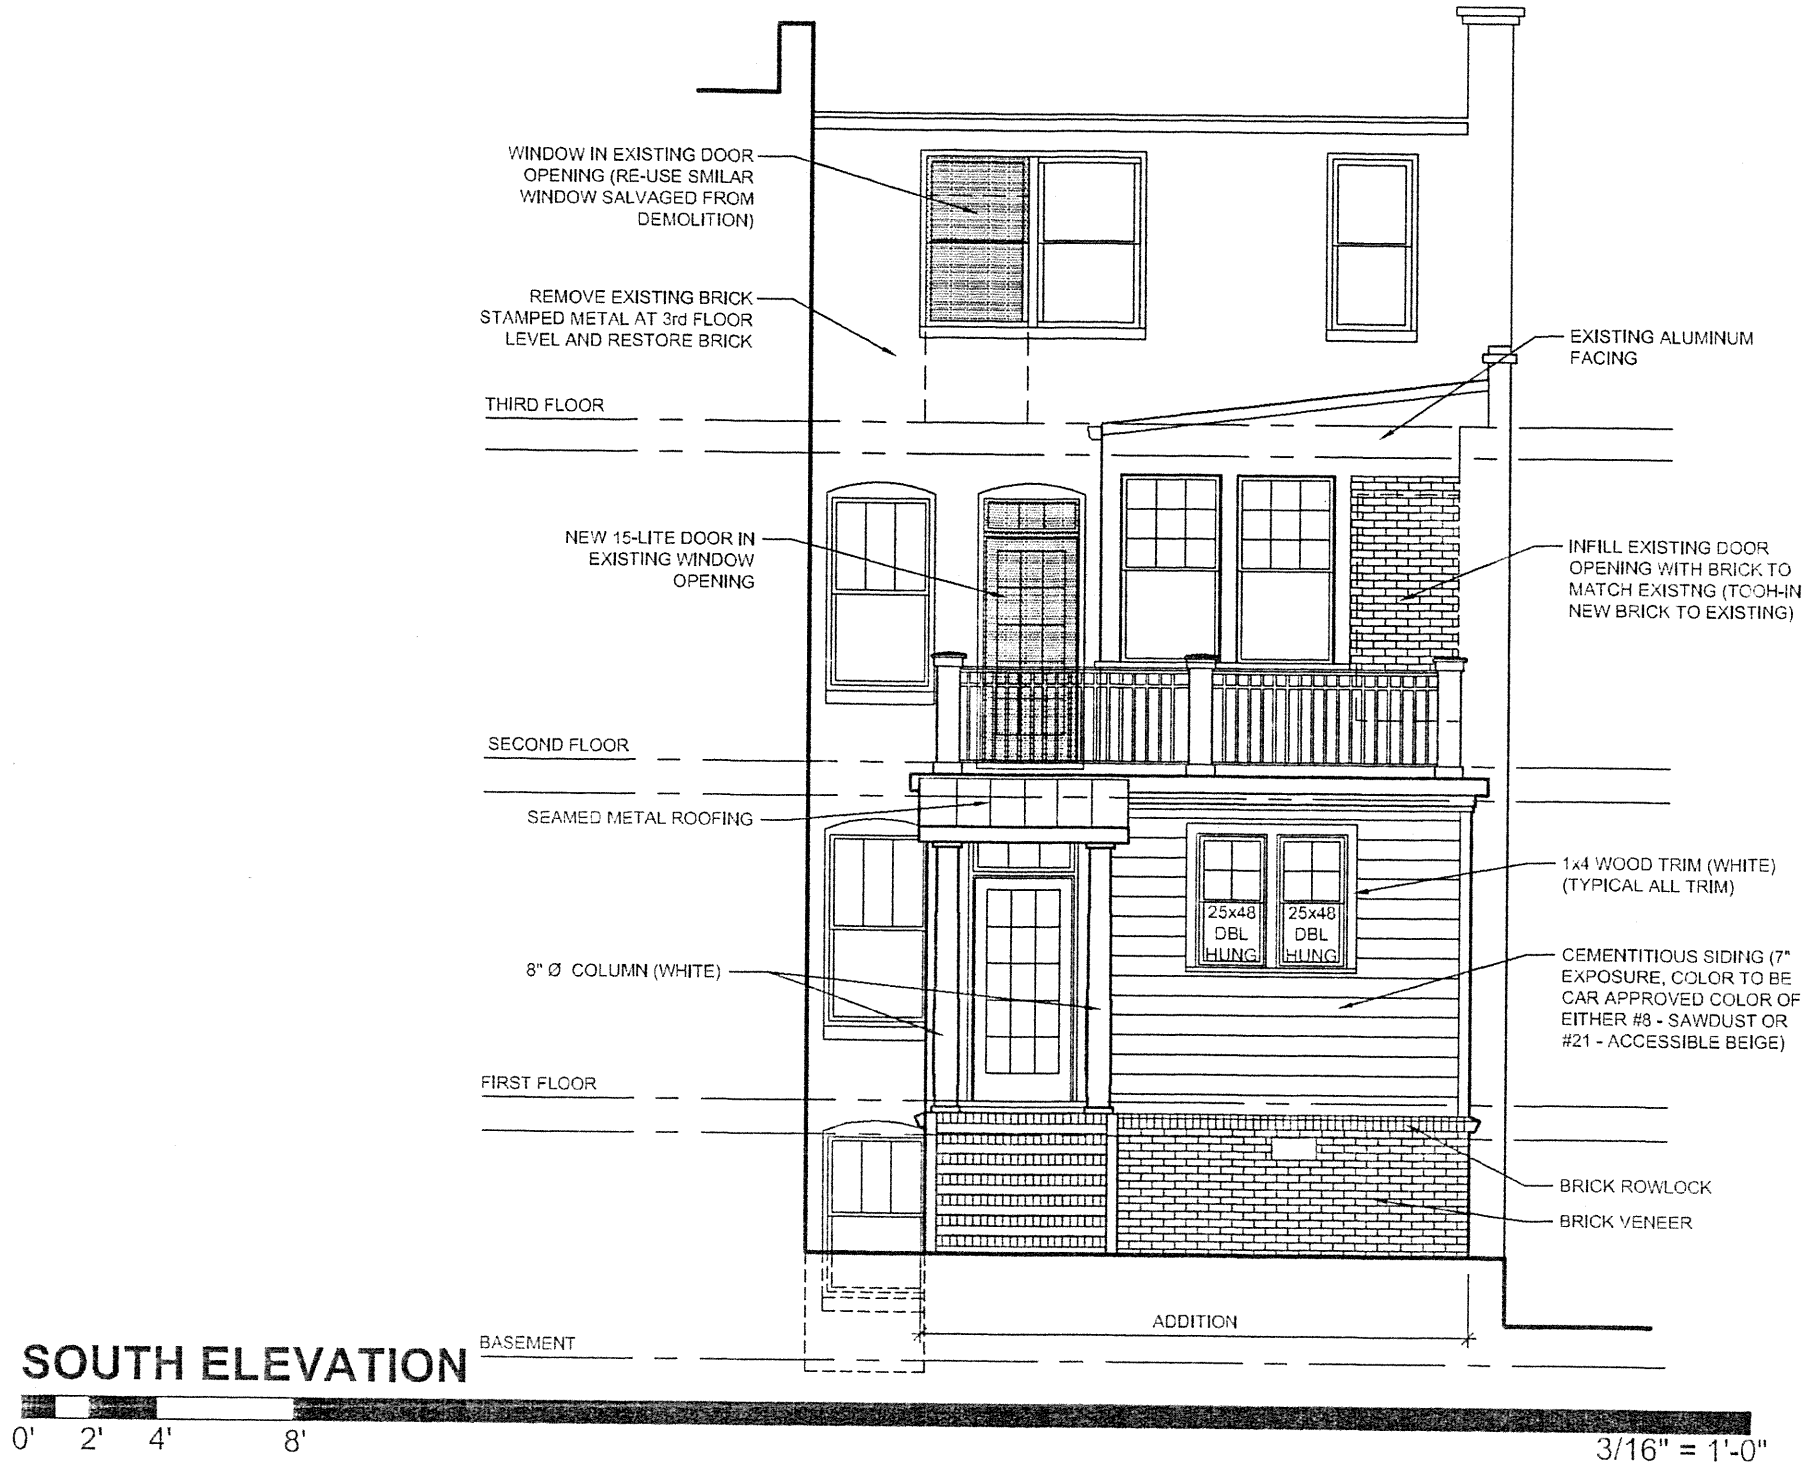 WINDOW IN EXISTING DOOR
OPENING (RE-USE SMILAR
WINDOW SALVAGED FROM
DEMOLITION)
REMOVE EXISTING BRICK
STAMPED METAL AT 3rd FLOOR
LEVEL AND RESTORE BRICK
EXISTING ALUMINUM
FACING
THIRD FLOOR
NEW 15-LITE DOOR IN
EXISTING WINDOW
OPENING
INFILL EXISTING DOOR
OPENING WITH BRICK TO
MATCH EXISTNG (TOOH-IN
NEW BRICK TO EXISTING)
SECOND FLOOR
SEAMED METAL ROOFING
1x4 WOOD TRIM (WHITE)
(TYPICAL ALL TRIM)
25x48
DBL
HUNG
25x48
DBL
HUNG
8" Ø COLUMN (WHITE)
CEMENTITIOUS SIDING (7"
EXPOSURE, COLOR TO BE
CAR APPROVED COLOR OF
EITHER #8 - SAWDUST OR
#21 - ACCESSIBLE BEIGE)
FIRST FLOOR
BRICK ROWLOCK
BRICK VENEER
ADDITION
BASEMENT
SOUTH ELEVATION
0' 2' 4' 8'
3/16" = 1'-0"